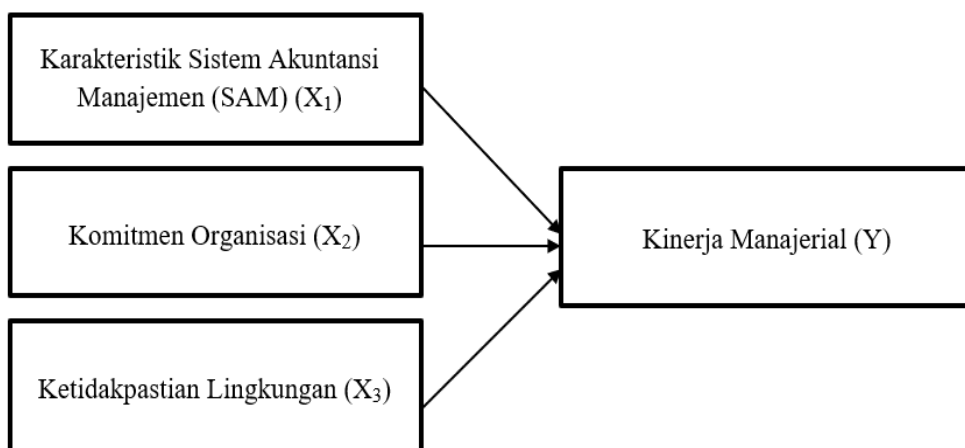 Karakteristik Sistem Akuntansi
Manajemen (SAM) (X₁)
Komitmen Organisasi (X₂)
Kinerja Manajerial (Y)
Ketidakpastian Lingkungan (X₃)